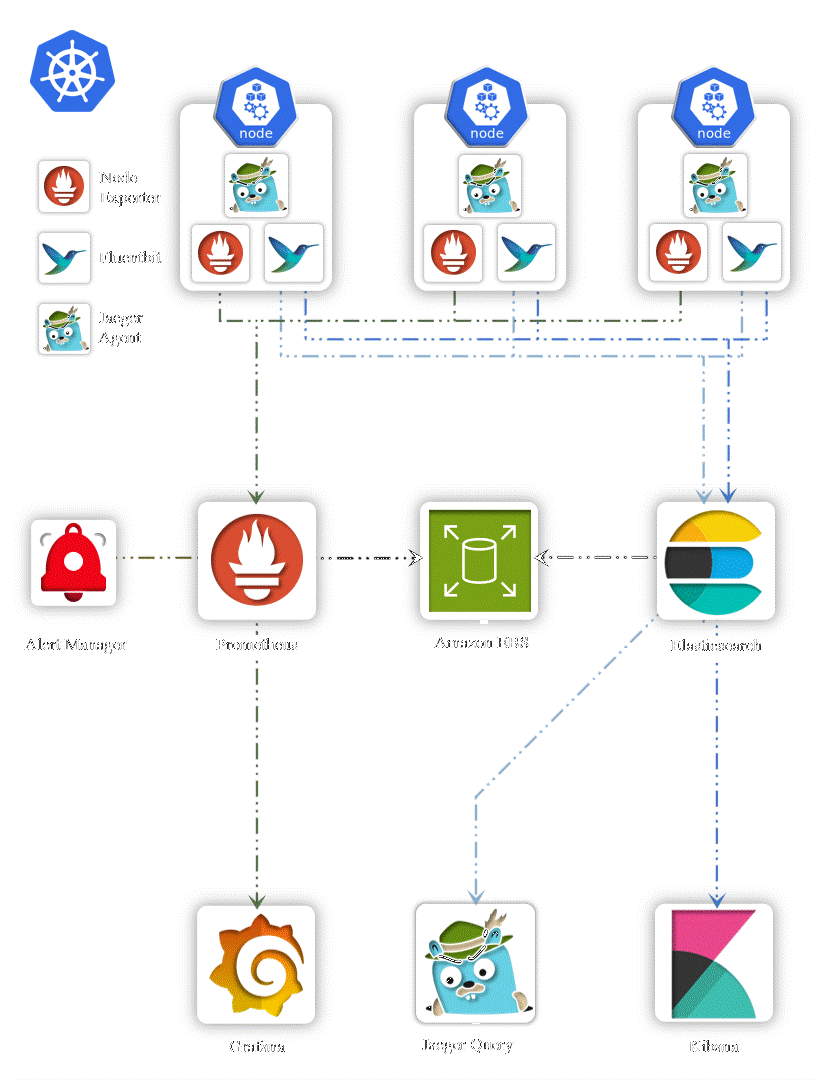 node
node
node
Node
Exporter
Fluentbit
Jaeger
Agent
Alert Manager
Prometheus
Amazon EBS
Elasticsearch
Grafana
Jaeger Query
Kibana